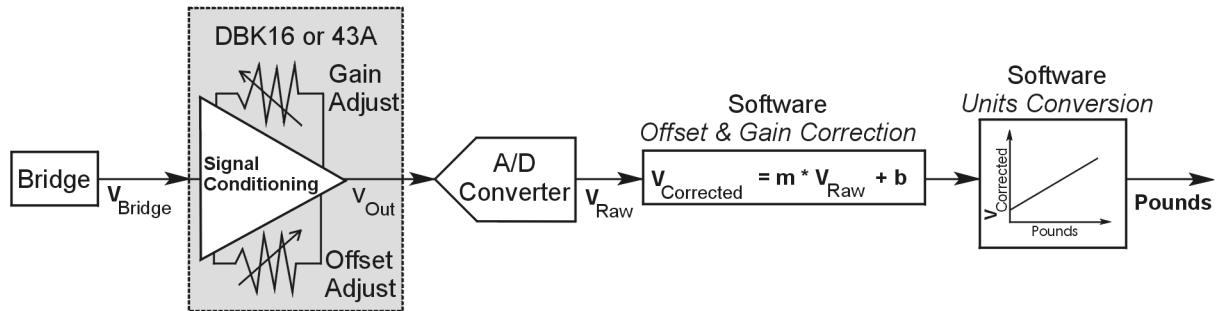 DBK16 or 43A
Gain
Adjust
Signal
Conditioning
Offset
Adjust
Bridge
VBridge
VOut
A/D
Converter
VRaw
Software
Offset & Gain Correction
VCorrected = m * VRaw + b
Software
Units Conversion
VCorrected
Pounds
Pounds